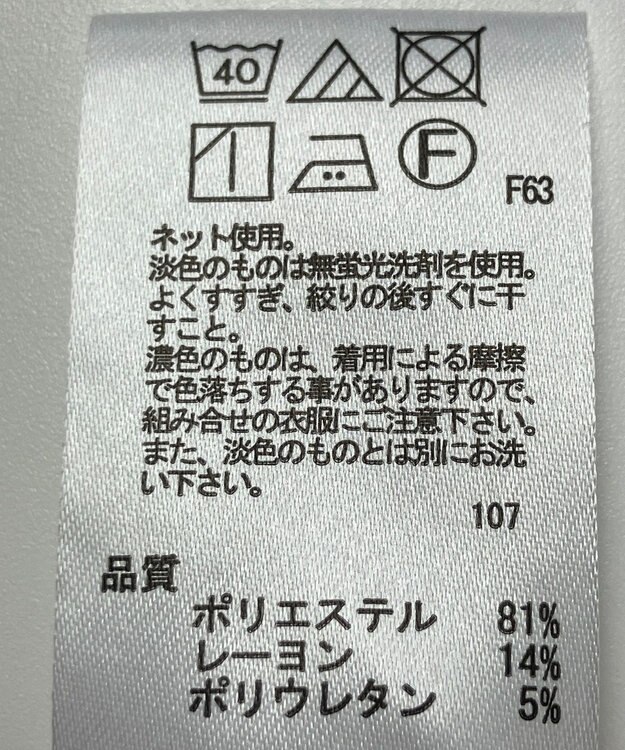 40
F
F63
ネット使用。
淡色のものは無蛍光洗剤を使用。
よくすすぎ、絞りの後すぐに干
すこと。
濃色のものは、着用による摩擦
で色落ちする事がありますので、
組み合せの衣服にご注意下さい。
また、淡色のものとは別にお洗
い下さい。
107
品質
ポリエステル 81%
レーヨン 14%
ポリウレタン 5%